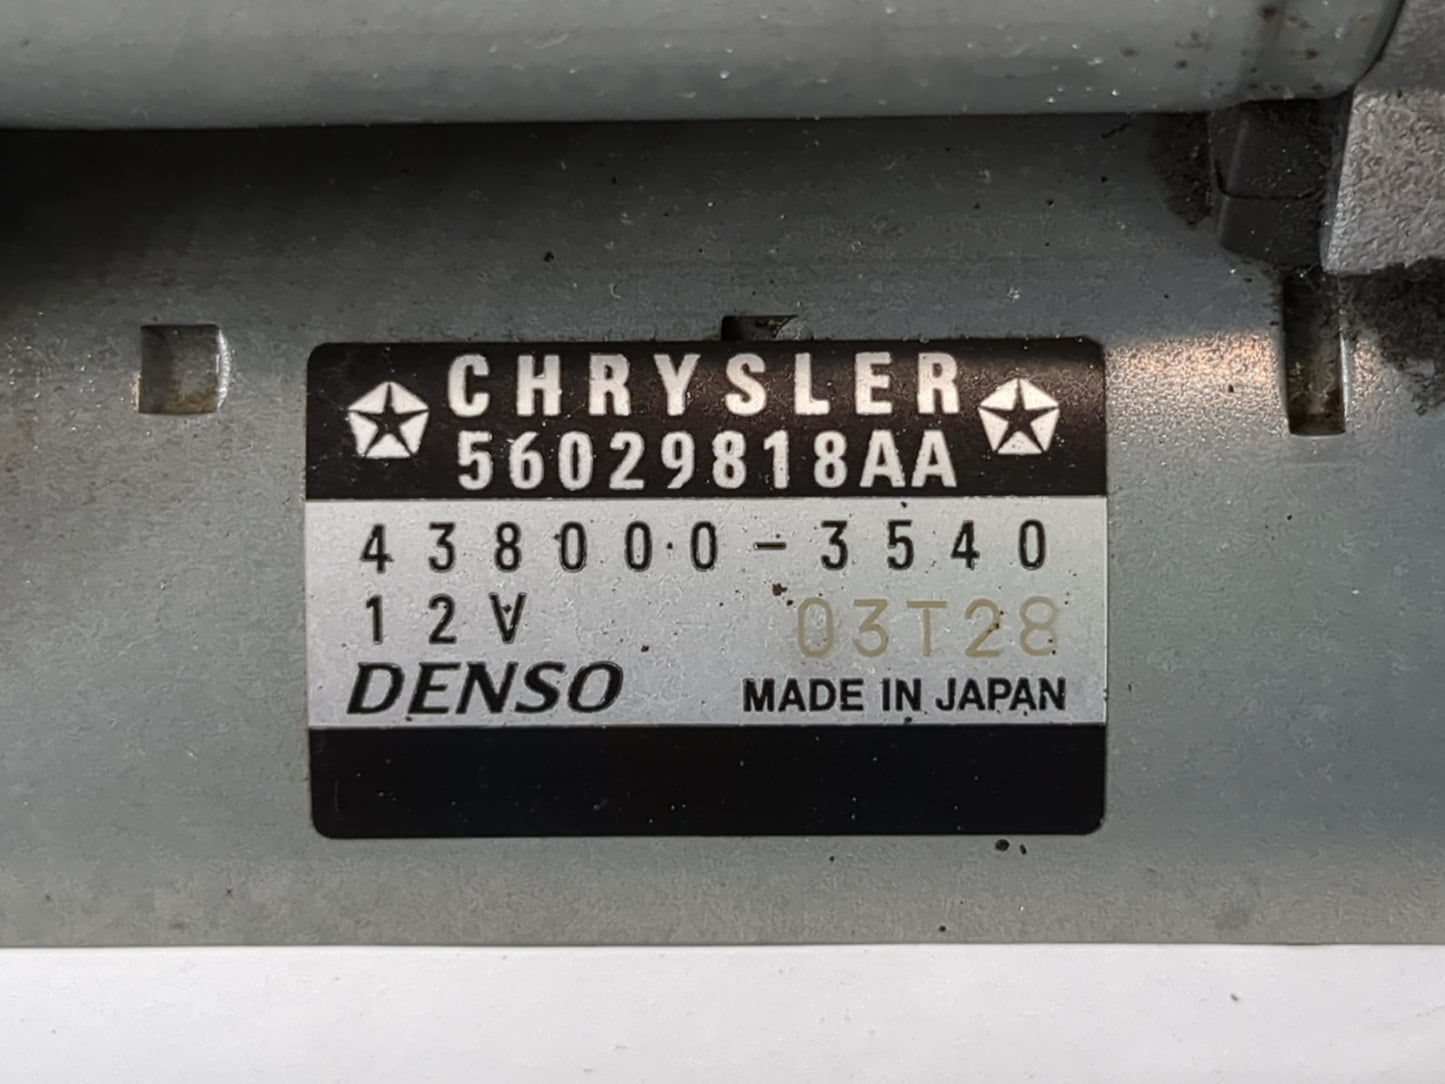 CHRYSLER
56029818AA
438000-3540
12V 03T28
DENSO MADE IN JAPAN